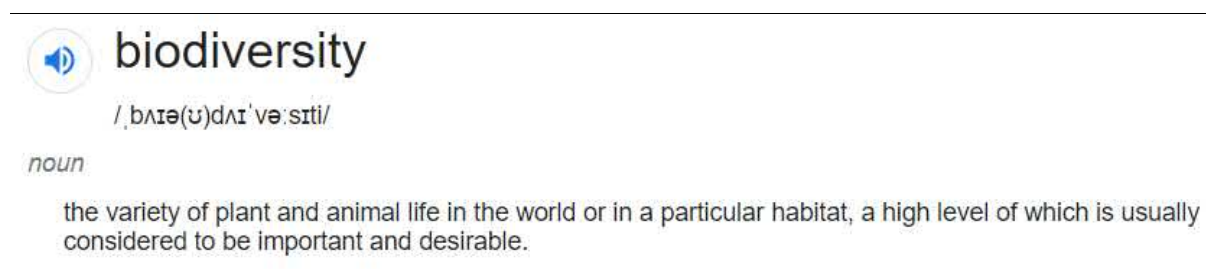 biodiversity
/ˌbʌɪə(ʊ)dʌɪˈvəːsɪti/
noun
the variety of plant and animal life in the world or in a particular habitat, a high level of which is usually
considered to be important and desirable.